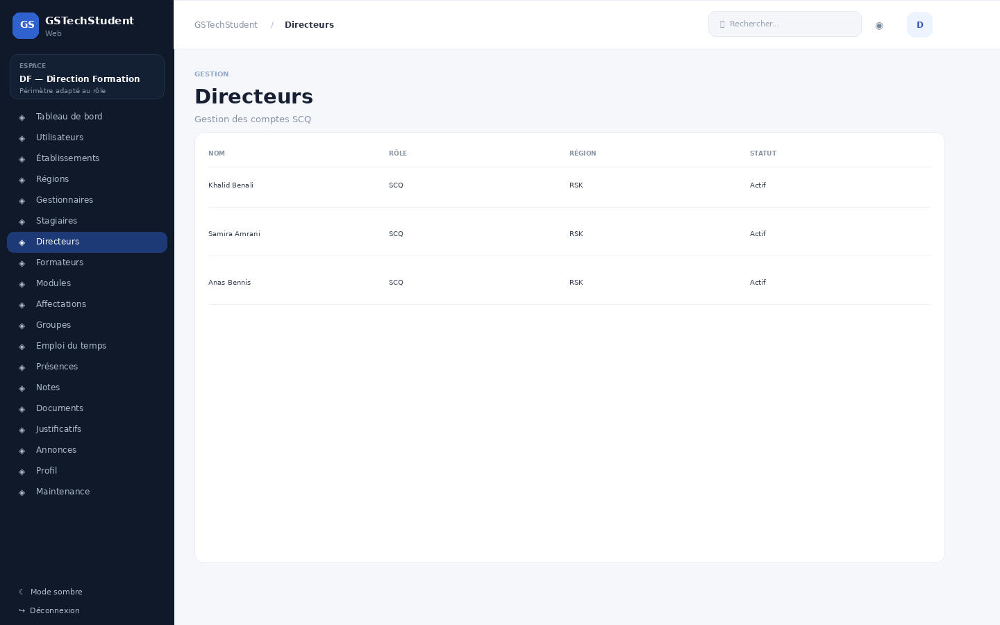 GS
GSTechStudent
Web
ESPACE
DF — Direction Formation
Périmètre adapté au rôle
Tableau de bord
Utilisateurs
Établissements
Régions
Gestionnaires
Stagiaires
Directeurs
Formateurs
Modules
Affectations
Groupes
Emploi du temps
Présences
Notes
Documents
Justificatifs
Annonces
Profil
Maintenance
Mode sombre
Déconnexion
GSTechStudent / Directeurs
Rechercher...
D
GESTION
Directeurs
Gestion des comptes SCQ
NOM RÔLE RÉGION STATUT
Khalid Benali SCQ RSK Actif
Samira Amrani SCQ RSK Actif
Anas Bennis SCQ RSK Actif